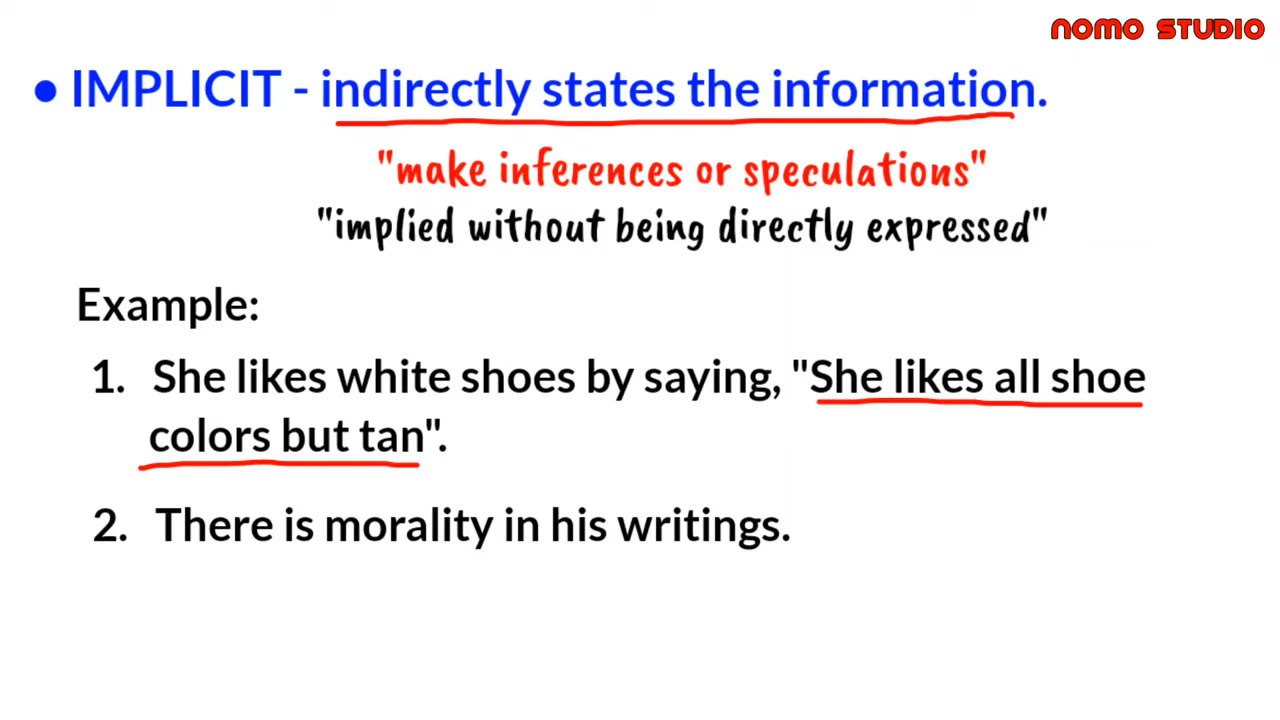 NOMO STUDIO
• IMPLICIT - indirectly states the information.
"make inferences or speculations"
"implied without being directly expressed"
Example:
1. She likes white shoes by saying, "She likes all shoe
colors but tan".
2. There is morality in his writings.